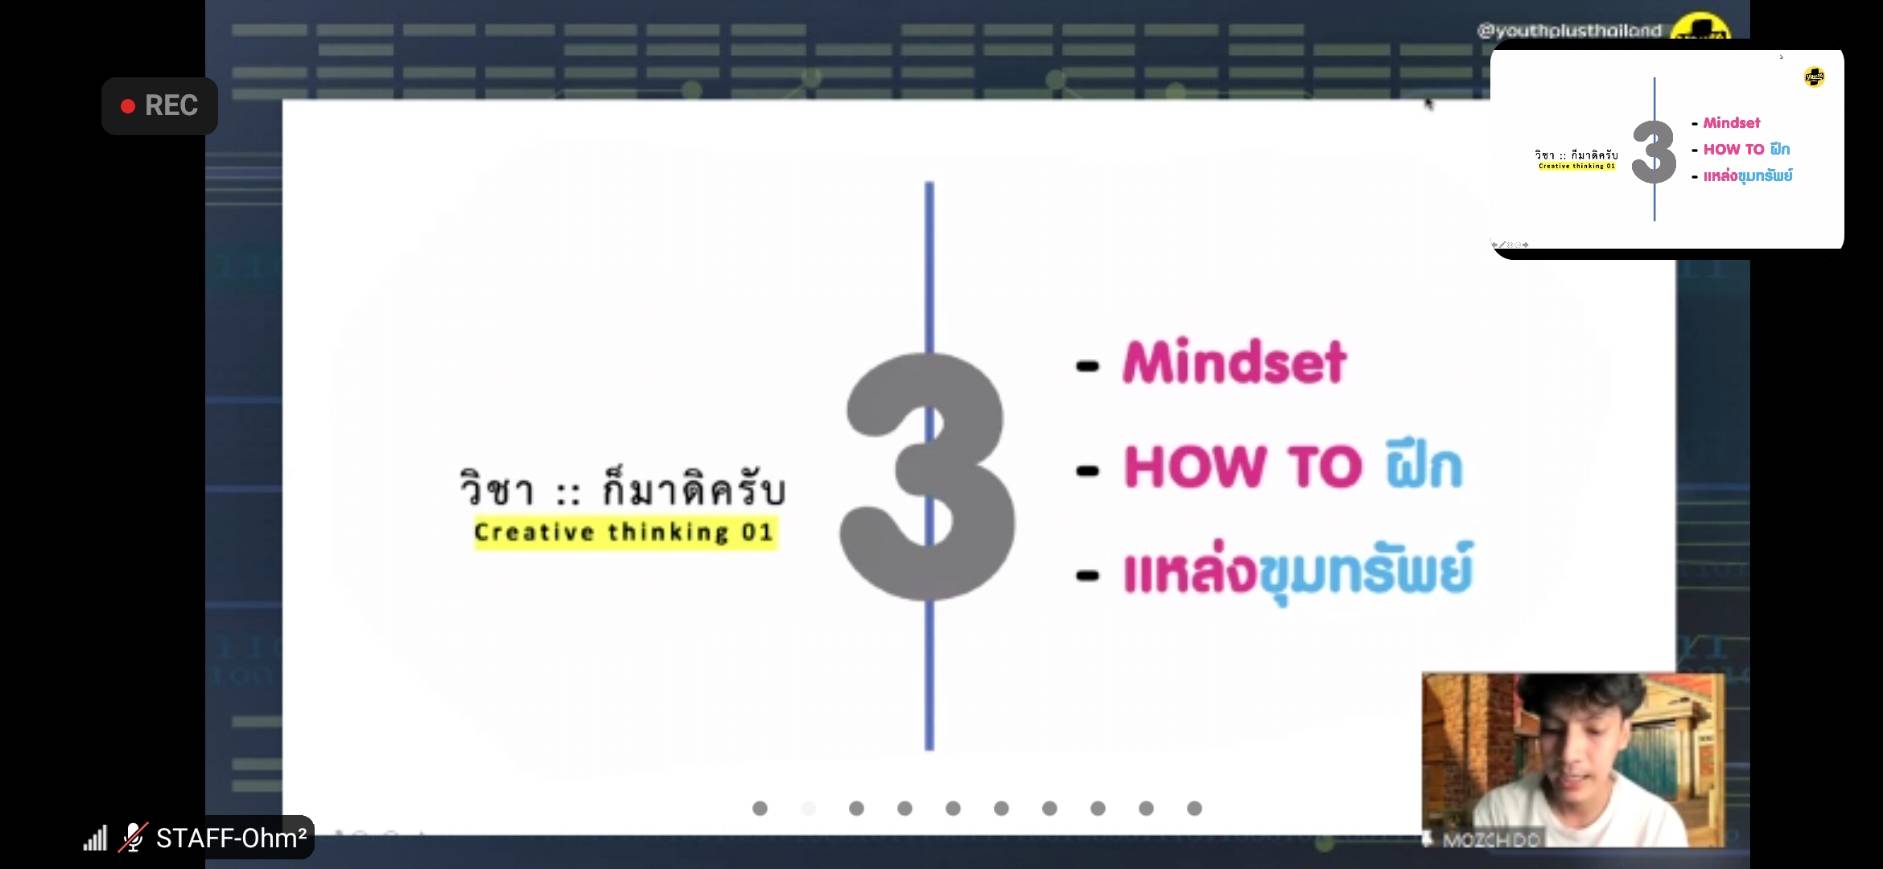 @youthplusthailand
REC
วิชา :: ก็มาดิครับ
Creative thinking 01
3
- Mindset
- HOW TO ฝึก
- แหล่งขุมทรัพย์
วิชา :: ก็มาดิครับ
Creative thinking 01
3
- Mindset
- HOW TO ฝึก
- แหล่งขุมทรัพย์
STAFF-Ohm²
MOZCHIDO